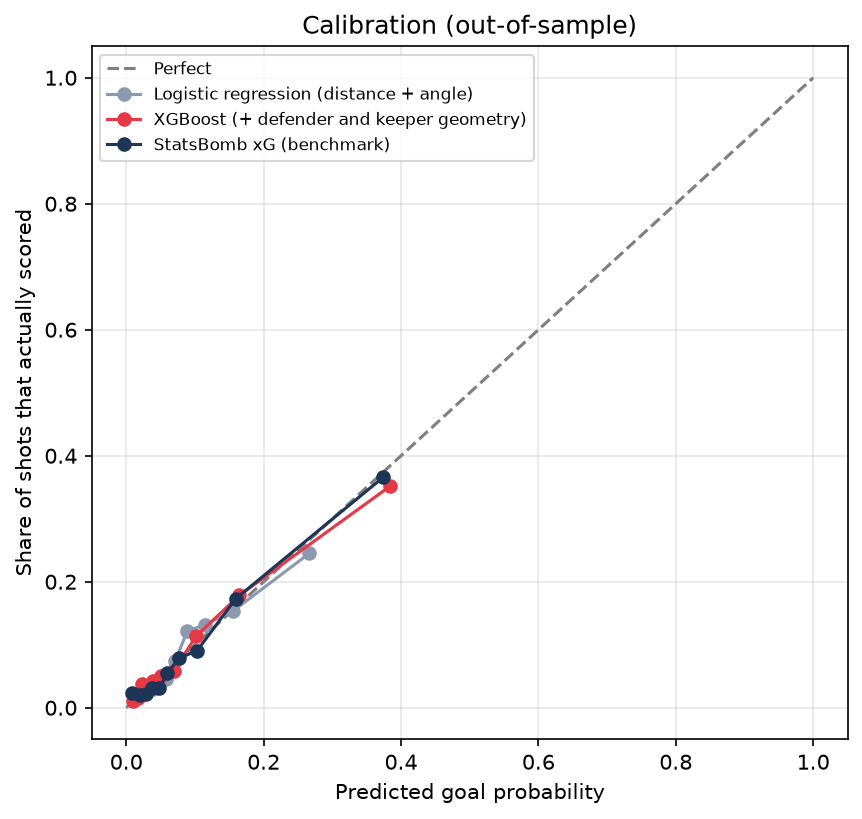 Calibration (out-of-sample)
Perfect
Logistic regression (distance + angle)
XGBoost (+ defender and keeper geometry)
StatsBomb xG (benchmark)
Share of shots that actually scored
1.0
0.8
0.6
0.4
0.2
0.0
0.0 0.2 0.4 0.6 0.8 1.0
Predicted goal probability